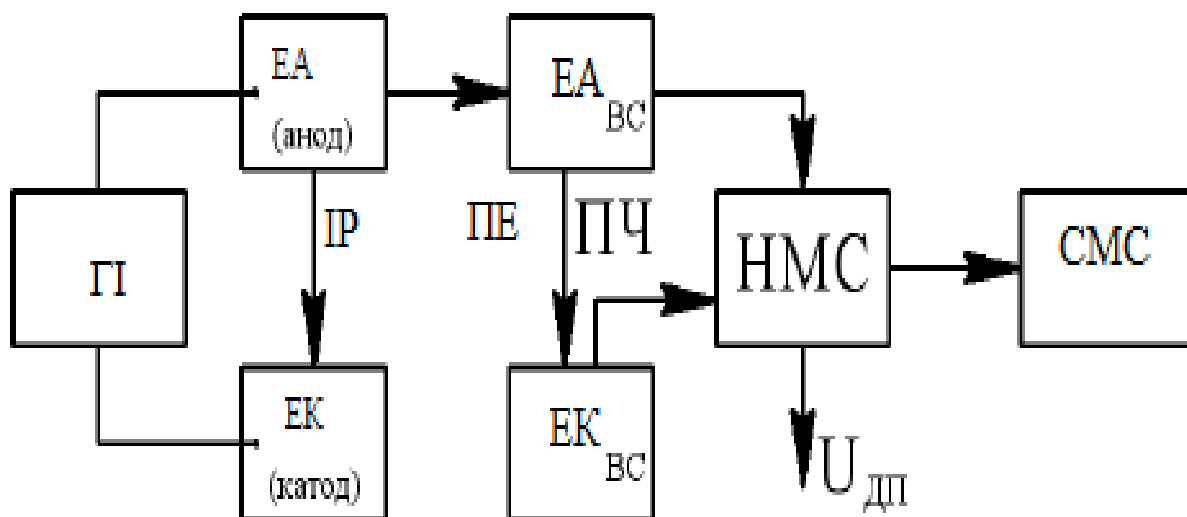 ЕА
(анод)
ЕА ВС
ГІ
ІР
ПЕ
ПЧ
НМС
СМС
ЕК
(катод)
ЕК ВС
U ДП